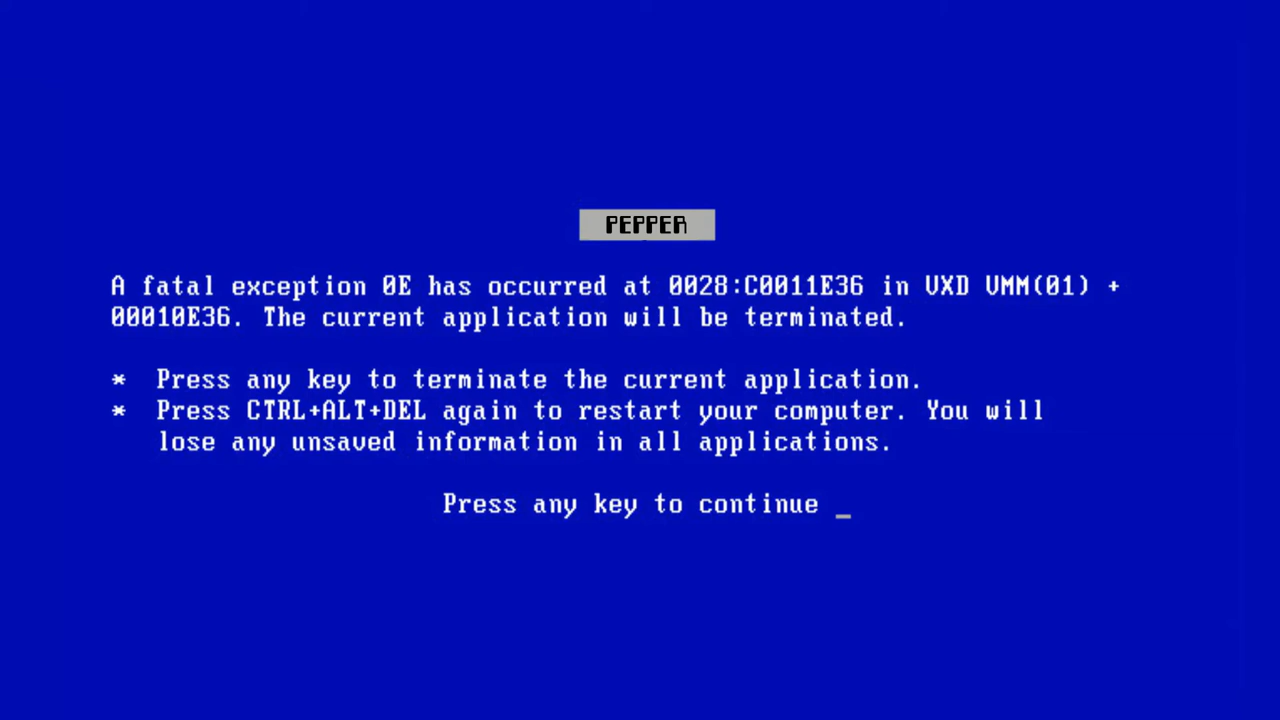 PEPPER
A fatal exception 0E has occurred at 0028:C0011E36 in VXD VMM(01) +
00010E36. The current application will be terminated.
* Press any key to terminate the current application.
* Press CTRL+ALT+DEL again to restart your computer. You will
lose any unsaved information in all applications.
Press any key to continue _